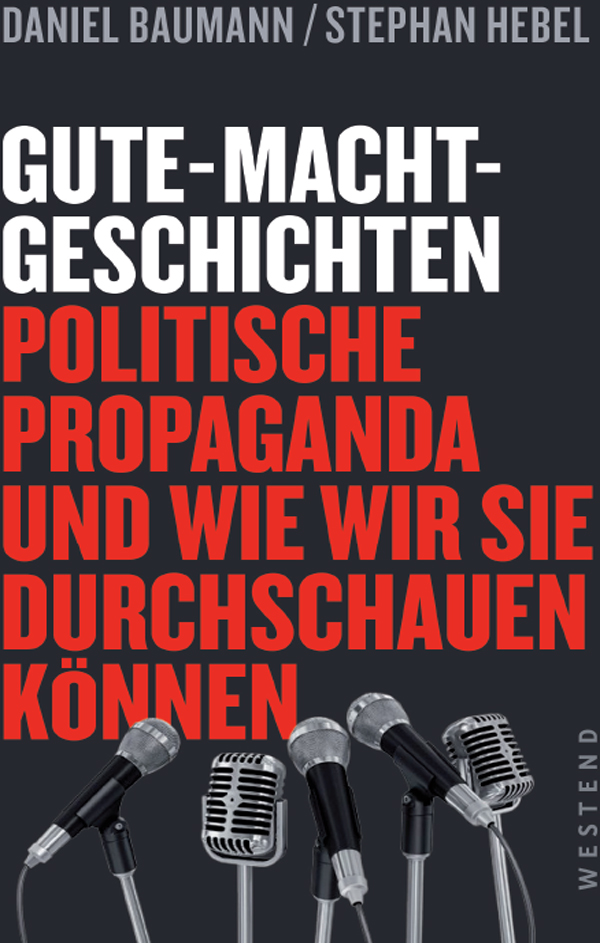 DANIEL BAUMANN / STEPHAN HEBEL
GUTE-MACHT-
GESCHICHTEN
POLITISCHE
PROPAGANDA
UND WIE WIR SIE
DURCHSCHAUEN
KÖNNEN
WESTEND